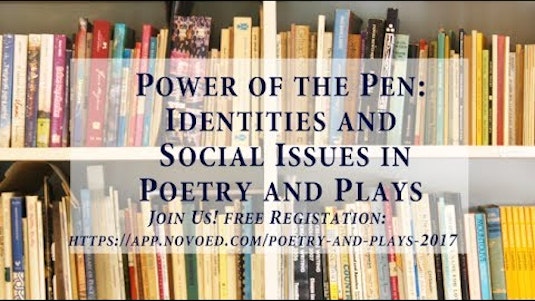 POWER OF THE PEN:
IDENTITIES AND
SOCIAL ISSUES IN
POETRY AND PLAYS
JOIN US! FREE REGISTATION:
HTTPS://APP.NOVOED.COM/POETRY-AND-PLAYS-2017